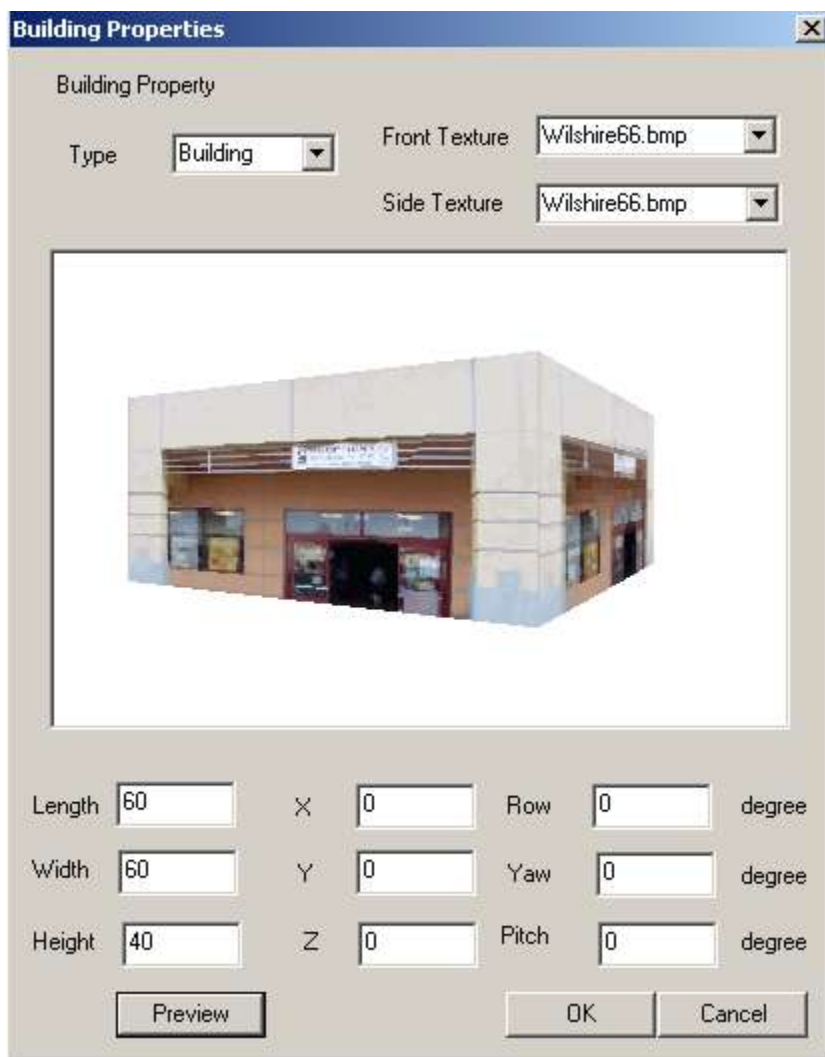 Building Properties
Building Property
Type Building
Front Texture Wilshire66.bmp
Side Texture Wilshire66.bmp
Length 60 X 0 Row 0 degree
Width 60 Y 0 Yaw 0 degree
Height 40 Z 0 Pitch 0 degree
Preview OK Cancel